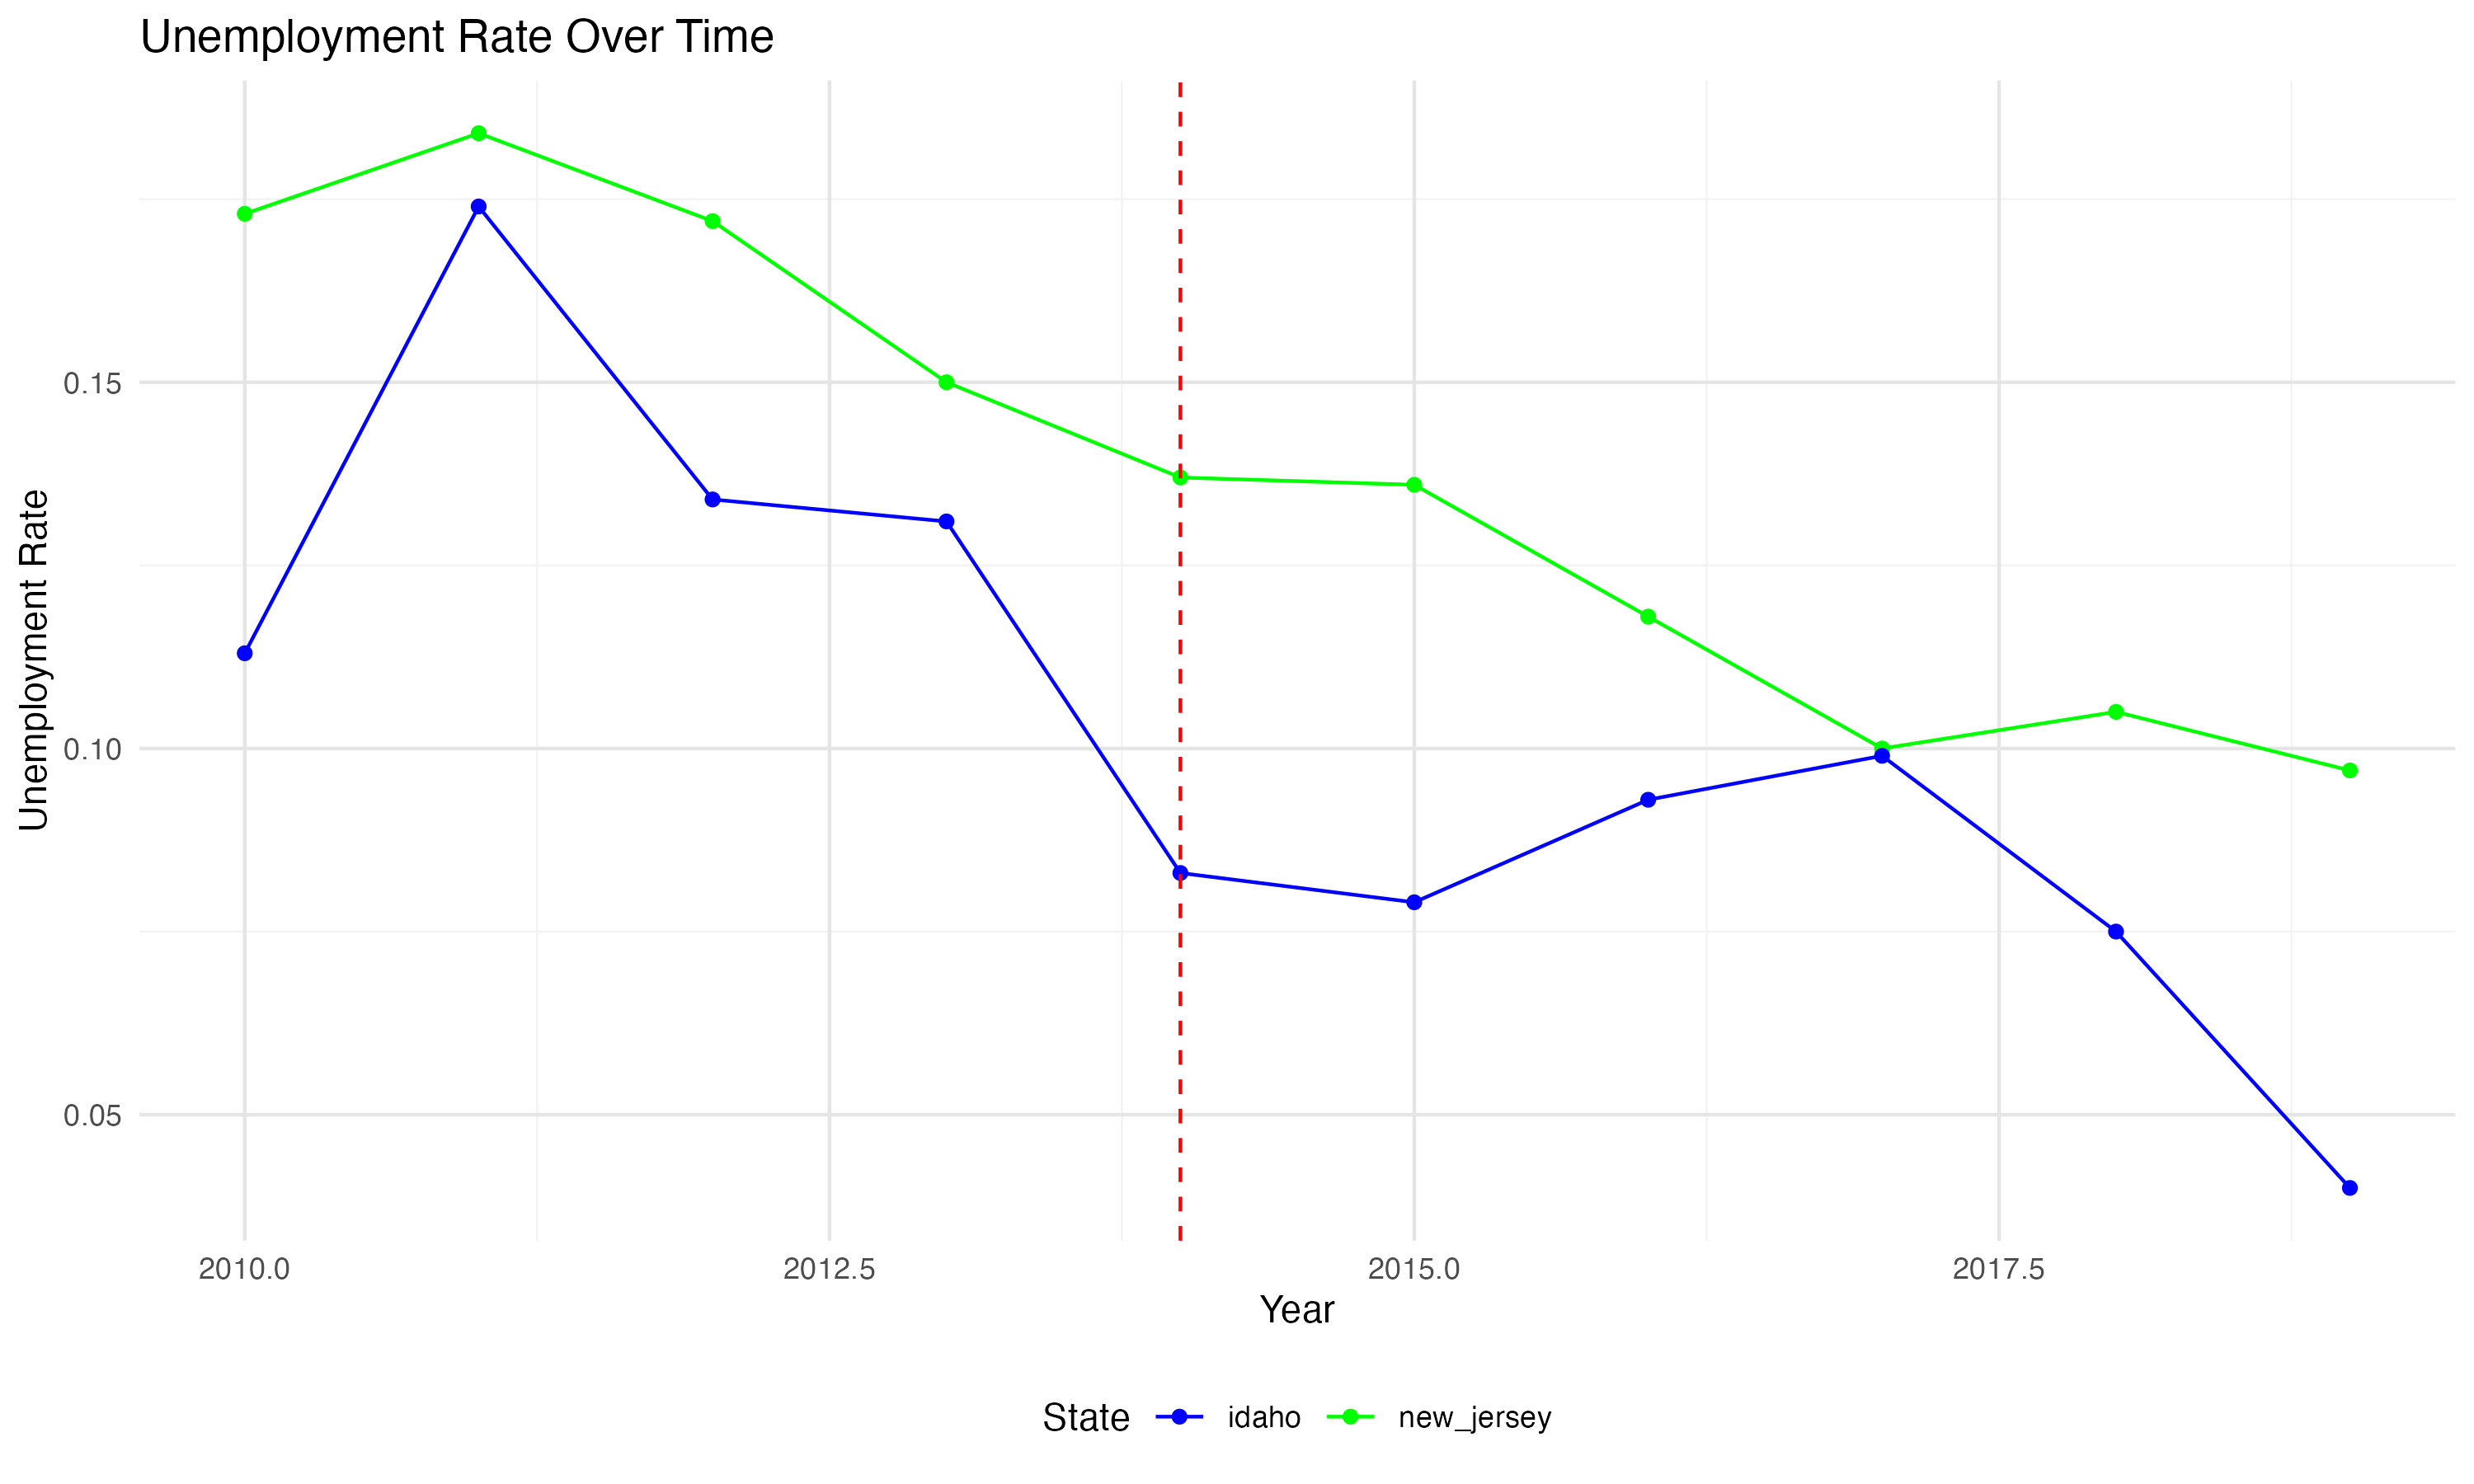 Unemployment Rate Over Time
Unemployment Rate
0.15
0.10
0.05
2010.0 2012.5 2015.0 2017.5
Year
State idaho new_jersey